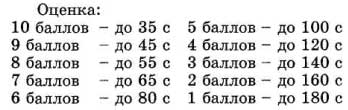 Оценка:
10 баллов – до 35 с 5 баллов – до 100 с
9 баллов – до 45 с 4 баллов – до 120 с
8 баллов – до 55 с 3 баллов – до 140 с
7 баллов – до 65 с 2 баллов – до 160 с
6 баллов – до 80 с 1 баллов – до 180 с